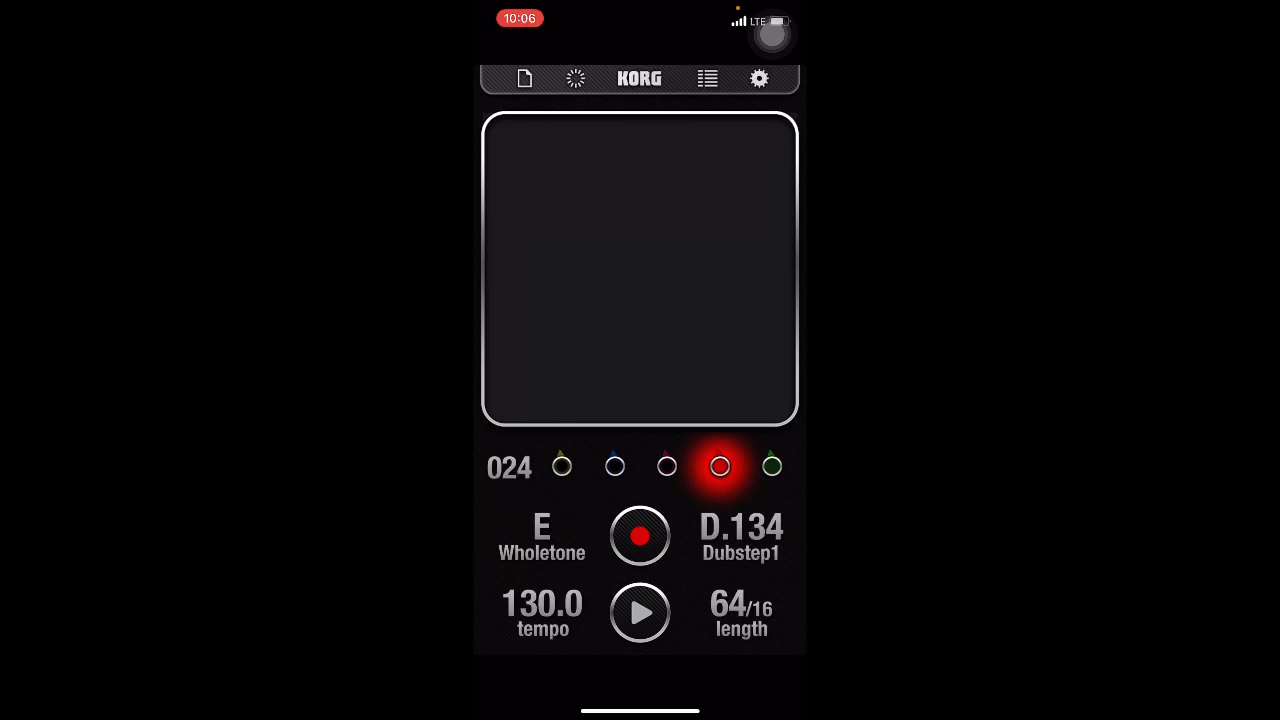 10:06
LTE
KORG
024
E
Wholetone
D.134
Dubstep1
130.0
tempo
64/16
length